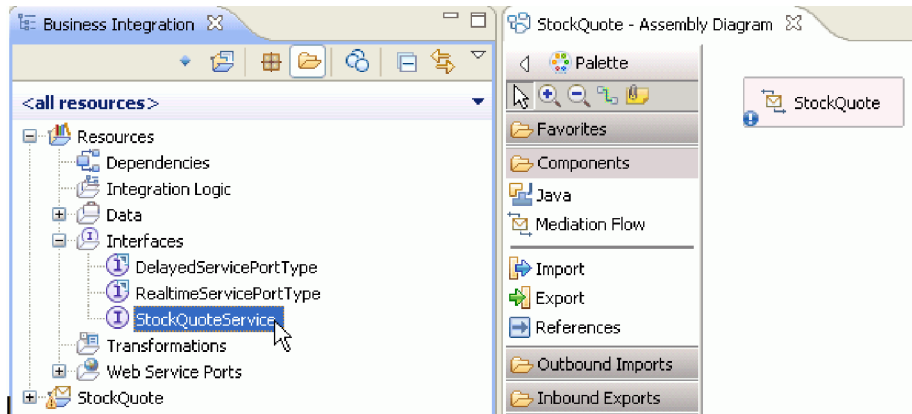 Business Integration
<all resources>
Resources
Dependencies
Integration Logic
Data
Interfaces
DelayedServicePortType
RealtimeServicePortType
StockQuoteService
Transformations
Web Service Ports
StockQuote
StockQuote - Assembly Diagram
Palette
Favorites
Components
Java
Mediation Flow
Import
Export
References
Outbound Imports
Inbound Exports
StockQuote